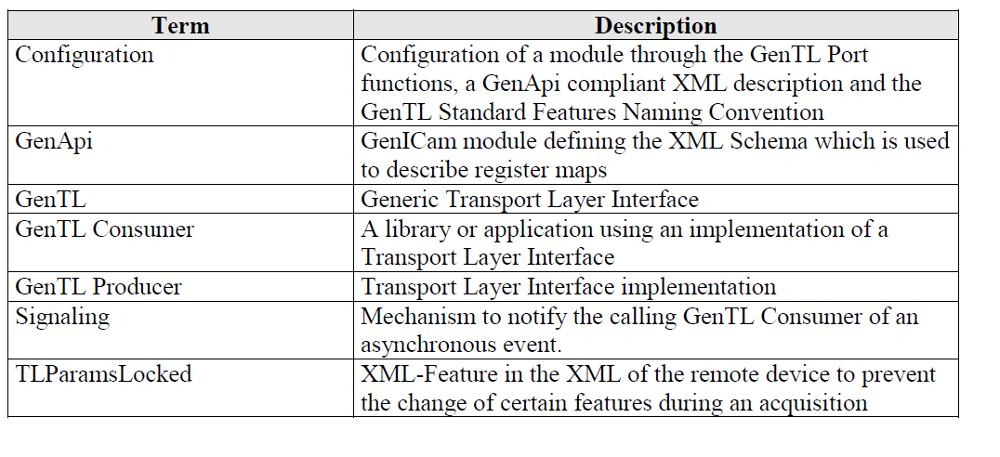 Term Description
Configuration Configuration of a module through the GenTL Port
functions, a GenApi compliant XML description and the
GenTL Standard Features Naming Convention
GenApi GenICam module defining the XML Schema which is used
to describe register maps
GenTL Generic Transport Layer Interface
GenTL Consumer A library or application using an implementation of a
Transport Layer Interface
GenTL Producer Transport Layer Interface implementation
Signaling Mechanism to notify the calling GenTL Consumer of an
asynchronous event.
TLParamsLocked XML-Feature in the XML of the remote device to prevent
the change of certain features during an acquisition